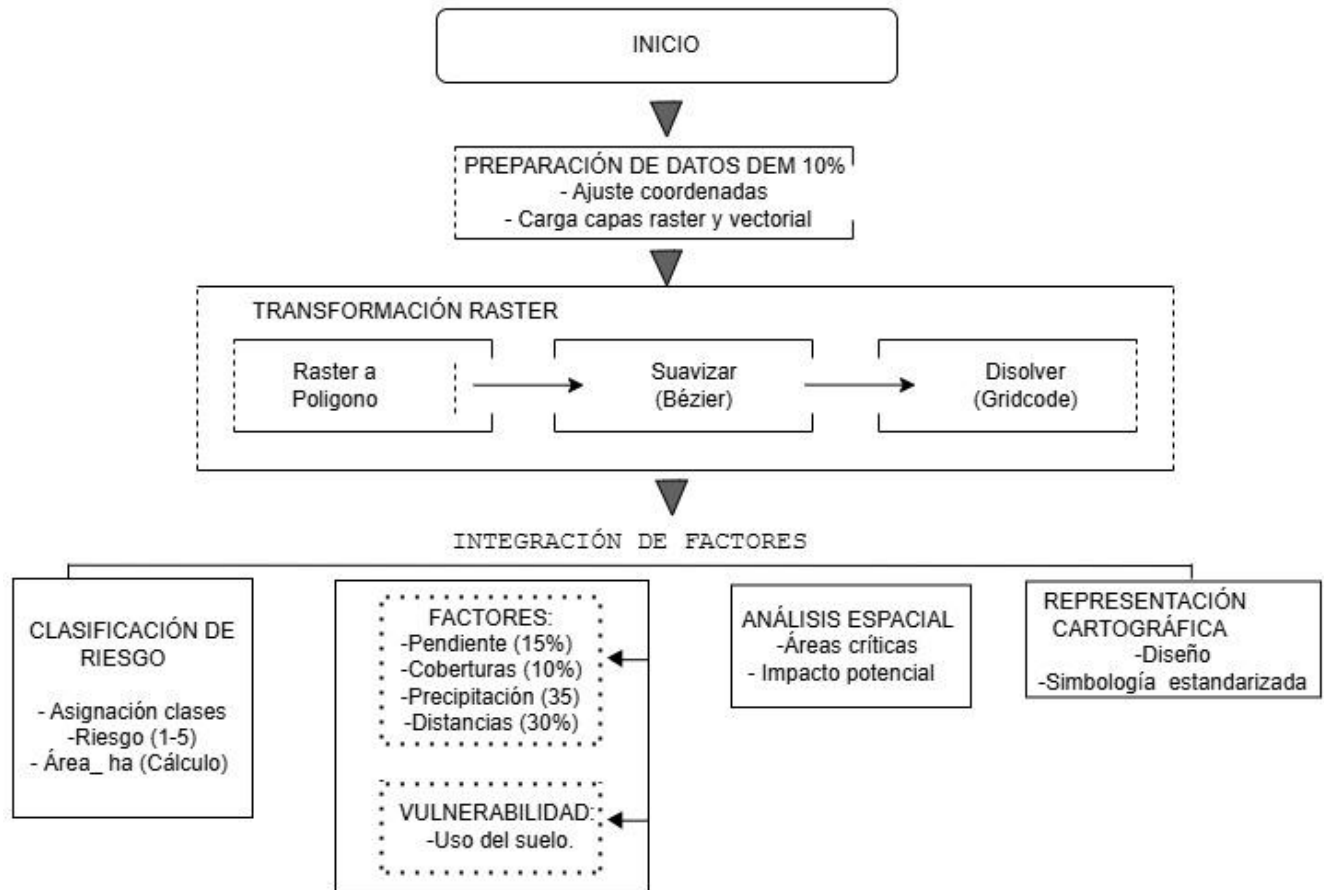 INICIO
PREPARACIÓN DE DATOS DEM 10%
- Ajuste coordenadas
- Carga capas raster y vectorial
TRANSFORMACIÓN RASTER
Raster a
Poligono
Suavizar
(Bézier)
Disolver
(Gridcode)
INTEGRACIÓN DE FACTORES
CLASIFICACIÓN DE
RIESGO
- Asignación clases
-Riesgo (1-5)
- Área_ ha (Cálculo)
FACTORES:
-Pendiente (15%)
-Coberturas (10%)
-Precipitación (35)
-Distancias (30%)
VULNERABILIDAD:
-Uso del suelo.
ANÁLISIS ESPACIAL
-Áreas críticas
- Impacto potencial
REPRESENTACIÓN
CARTOGRÁFICA
-Diseño
-Simbología estandarizada